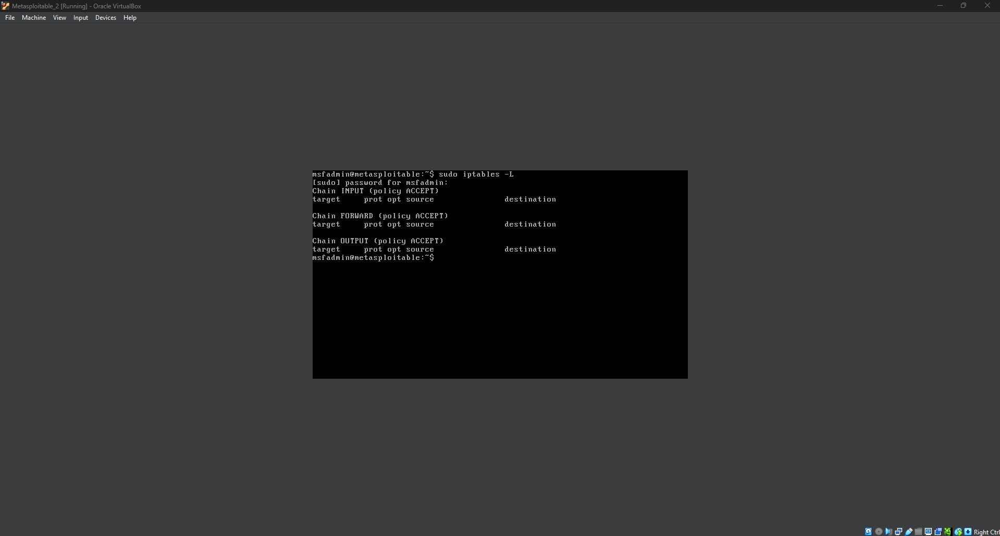 Metasploitable_2 [Running] - Oracle VirtualBox
File Machine View Input Devices Help
msfadmin@metasploitable:~$ sudo iptables -L
[sudo] password for msfadmin:
Chain INPUT (policy ACCEPT)
target     prot opt source               destination
Chain FORWARD (policy ACCEPT)
target     prot opt source               destination
Chain OUTPUT (policy ACCEPT)
target     prot opt source               destination
msfadmin@metasploitable:~$
Right Ctrl